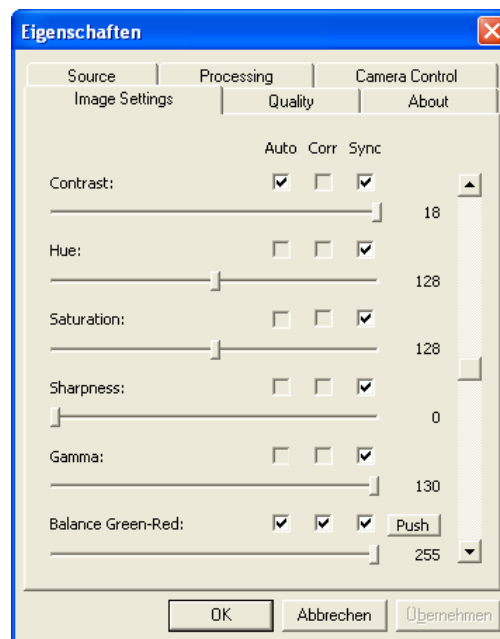 Eigenschaften
Source Processing Camera Control
Image Settings Quality About
Auto Corr Sync
Contrast:
18
Hue:
128
Saturation:
128
Sharpness:
0
Gamma:
130
Balance Green-Red: Push
255
OK Abbrechen Übernehmen